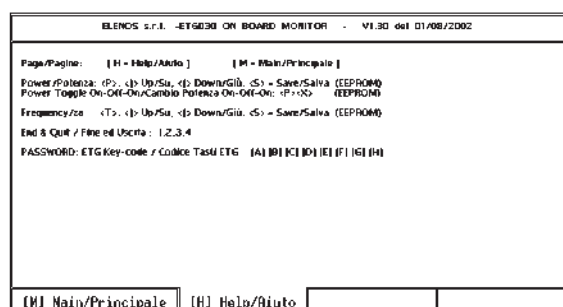 ELENOS s.r.l. -ETG030 ON BOARD MONITOR - V1.30 del 01/08/2002
Page/Pagine: [ H - Help/Aiuto ] [ M - Main/Principale ]
Power/Potenza: <P>, <j> Up/Su, <j> Down/Giù, <S> - Save/Salva (EEPROM)
Power Toggle On-Off-On/Cambio Potenza On-Off-On: <P><X> (EEPROM)
Frequency/za <T>, <j> Up/Su, <j> Down/Giù, <S> - Save/Salva (EEPROM)
End & Quit / Fine ed Uscita : 1,2,3,4
PASSWORD: ETG Key-code / Codice Tasti ETG [A] [B] [C] [D] [E] [F] [G] [H]
[M] Main/Principale [H] Help/Aiuto